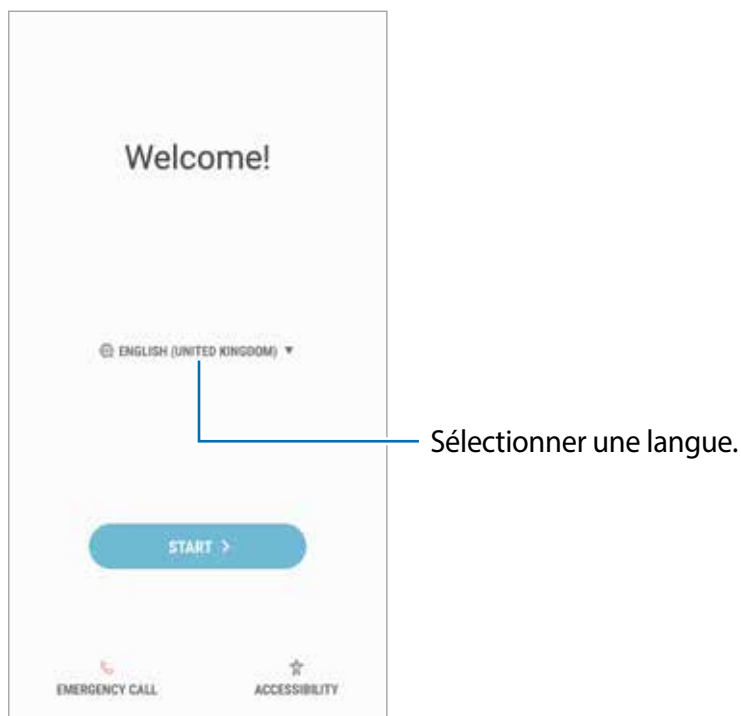 Welcome!
ENGLISH (UNITED KINGDOM)
Sélectionner une langue.
START >
EMERGENCY CALL
ACCESSIBILITY